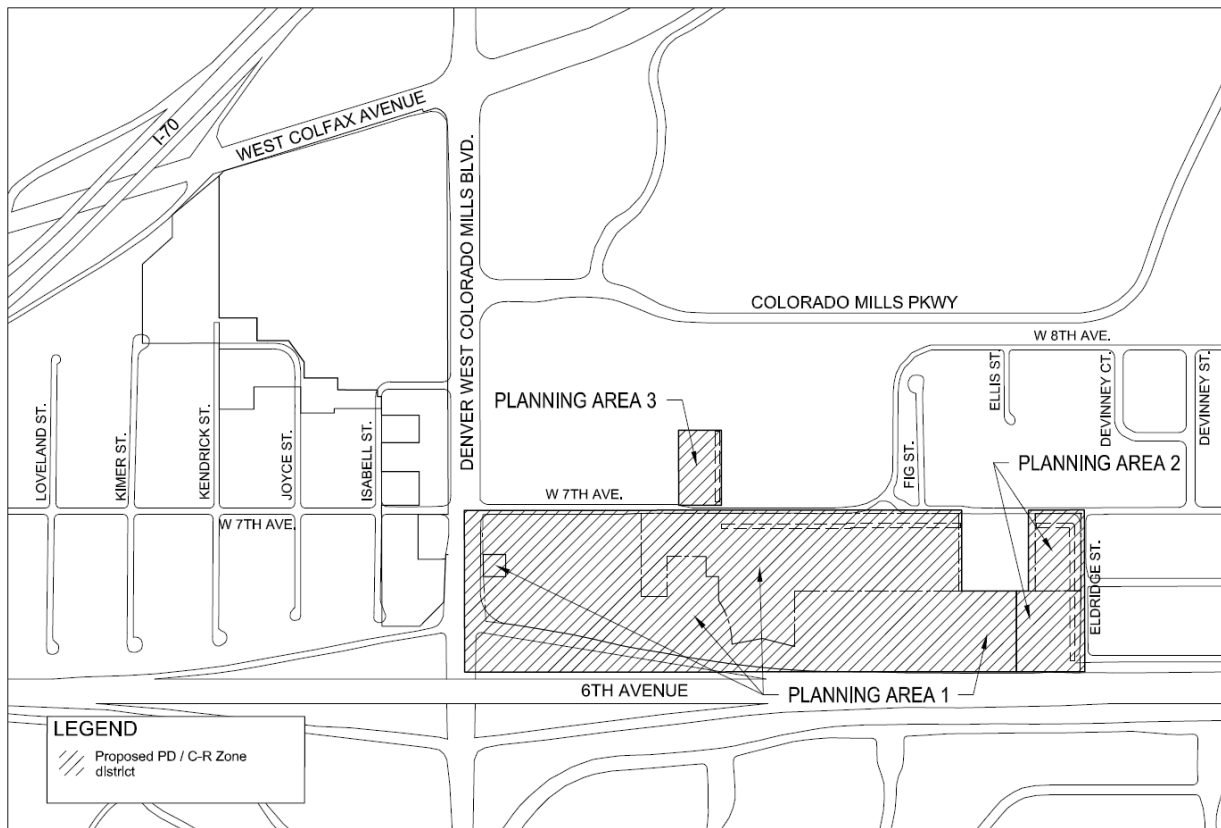 I-70
WEST COLFAX AVENUE
DENVER WEST COLORADO MILLS BLVD.
COLORADO MILLS PKWY
W 8TH AVE.
ELLIS ST.
DEVINNEY CT.
DEVINNEY ST.
PLANNING AREA 3
LOVELAND ST.
KIMER ST.
KENDRICK ST.
JOYCE ST.
ISABELL ST.
FIG ST.
PLANNING AREA 2
W 7TH AVE.
W 7TH AVE.
ELDRIDGE ST.
6TH AVENUE
PLANNING AREA 1
LEGEND
Proposed PD / C-R Zone
district